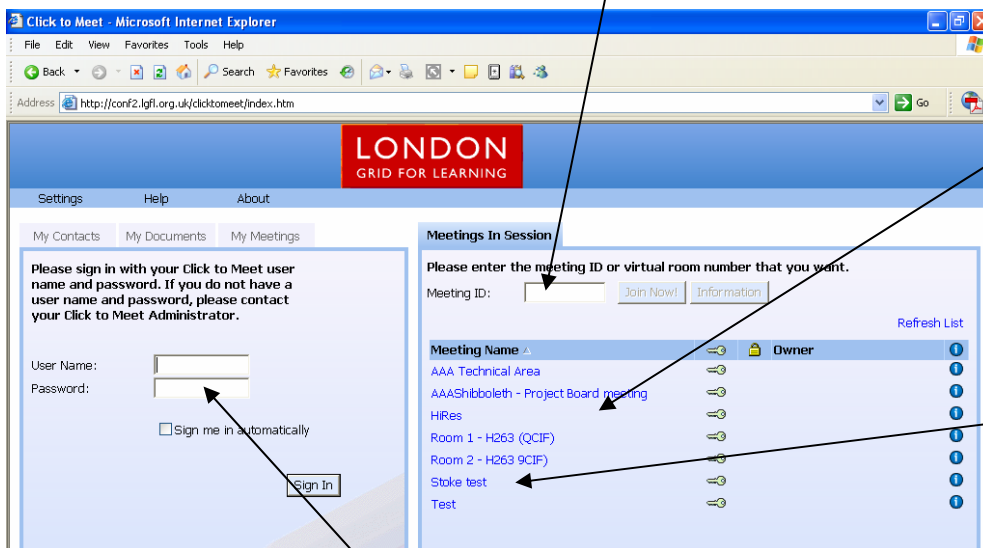 Click to Meet - Microsoft Internet Explorer
File Edit View Favorites Tools Help
Back Search Favorites
Address http://conf2.lgfl.org.uk/clicktomeet/index.htm Go
LONDON
GRID FOR LEARNING
Settings Help About
My Contacts My Documents My Meetings
Please sign in with your Click to Meet user
name and password. If you do not have a
user name and password, please contact
your Click to Meet Administrator.
User Name:
Password:
Sign me in automatically
Sign In
Meetings In Session
Please enter the meeting ID or virtual room number that you want.
Meeting ID: Join Now! Information
Refresh List
Meeting Name Owner
AAA Technical Area
AAAShibboleth - Project Board meeting
HiRes
Room 1 - H263 (QCIF)
Room 2 - H263 9CIF)
Stoke test
Test